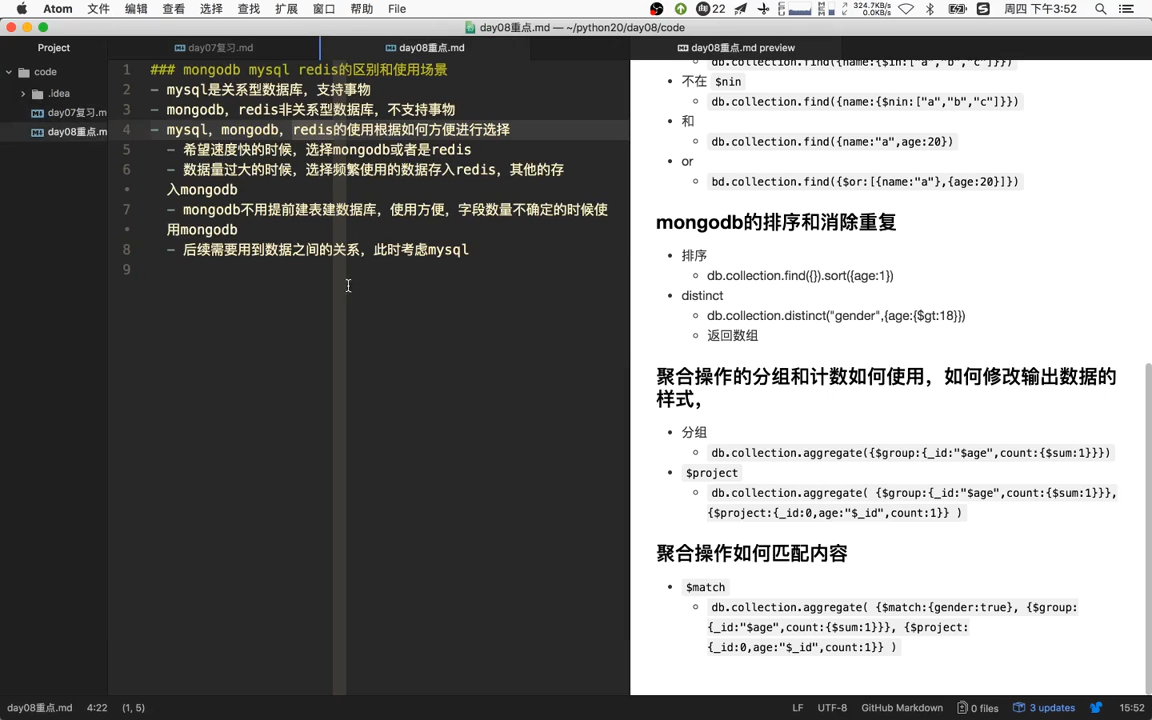 Atom 文件 编辑 查看 选择 查找 扩展 窗口 帮助 File 22 324.7KB/s 0.0KB/s 周四 下午3:52
day08重点.md — ~/python20/day08/code
Project day07复习.md day08重点.md day08重点.md preview
code
.idea
day07复习.m
day08重点.m
1 ### mongodb mysql redis的区别和使用场景
2 - mysql是关系型数据库，支持事物
3 - mongodb，redis非关系型数据库，不支持事物
4 - mysql，mongodb，redis的使用根据如何方便进行选择
5 - 希望速度快的时候，选择mongodb或者是redis
6 - 数据量过大的时候，选择频繁使用的数据存入redis，其他的存
• 入mongodb
7 - mongodb不用提前建表建数据库，使用方便，字段数量不确定的时候使
• 用mongodb
8 - 后续需要用到数据之间的关系，此时考虑mysql
9
db.collection.find({name:{$in:["a","b","c"]}})
不在 $nin
db.collection.find({name:{$nin:["a","b","c"]}})
和
db.collection.find({name:"a",age:20})
or
bd.collection.find({$or:[{name:"a"},{age:20}]})
mongodb的排序和消除重复
排序
db.collection.find({}).sort({age:1})
distinct
db.collection.distinct("gender",{age:{$gt:18}})
返回数组
聚合操作的分组和计数如何使用，如何修改输出数据的
样式，
分组
db.collection.aggregate({$group:{_id:"$age",count:{$sum:1}}})
$project
db.collection.aggregate( {$group:{_id:"$age",count:{$sum:1}}},
{$project:{_id:0,age:"$_id",count:1}} )
聚合操作如何匹配内容
$match
db.collection.aggregate( {$match:{gender:true}, {$group:
{_id:"$age",count:{$sum:1}}}, {$project:
{_id:0,age:"$_id",count:1}} )
day08重点.md 4:22 (1, 5) LF UTF-8 GitHub Markdown 0 files 3 updates 15:52